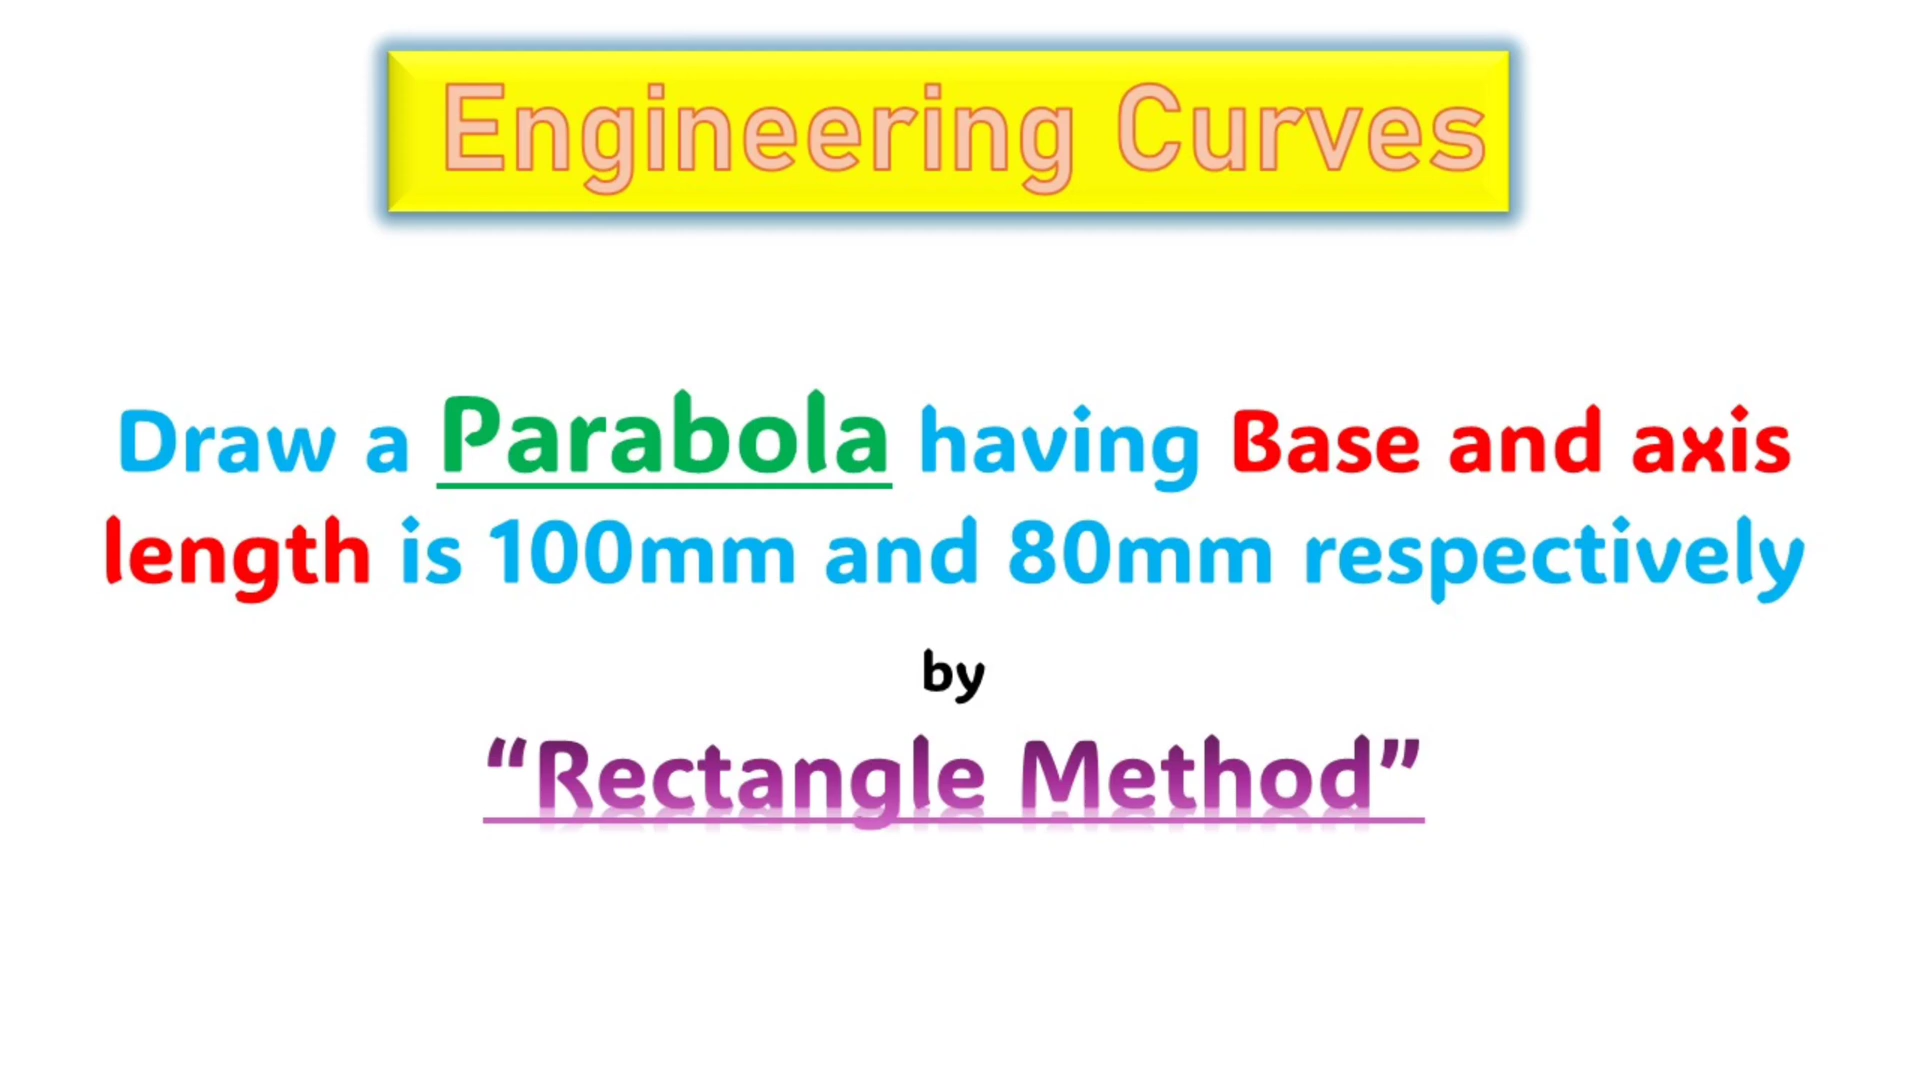 Engineering Curves
Draw a Parabola having Base and axis
length is 100mm and 80mm respectively
by
“Rectangle Method”